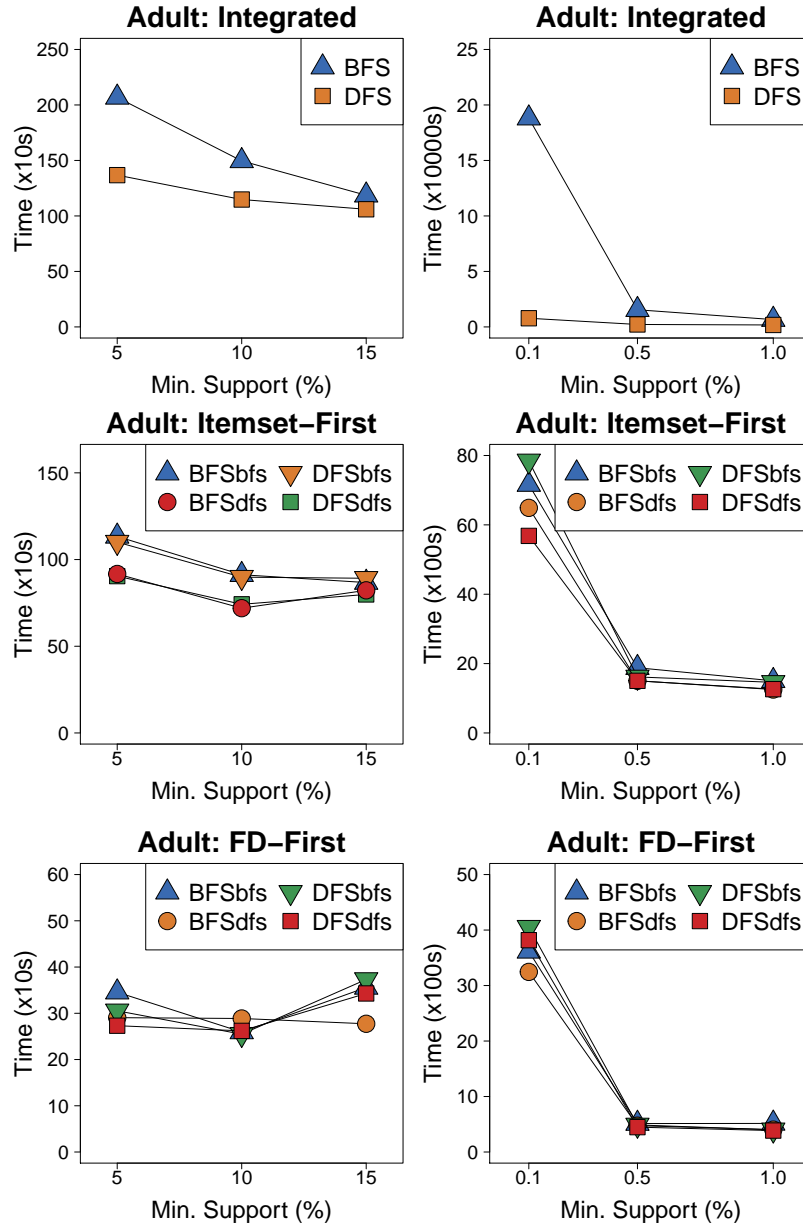 Adult: Integrated
Time (x10s)
250
200
150
100
50
0
BFS
DFS
5 10 15
Min. Support (%)
Adult: Integrated
Time (x10000s)
25
20
15
10
5
0
BFS
DFS
0.1 0.5 1.0
Min. Support (%)
Adult: Itemset−First
Time (x10s)
150
100
50
0
BFSbfs DFSbfs
BFSdfs DFSdfs
5 10 15
Min. Support (%)
Adult: Itemset−First
Time (x100s)
80
60
40
20
0
BFSbfs DFSbfs
BFSdfs DFSdfs
0.1 0.5 1.0
Min. Support (%)
Adult: FD−First
Time (x10s)
60
50
40
30
20
10
0
BFSbfs DFSbfs
BFSdfs DFSdfs
5 10 15
Min. Support (%)
Adult: FD−First
Time (x100s)
50
40
30
20
10
0
BFSbfs DFSbfs
BFSdfs DFSdfs
0.1 0.5 1.0
Min. Support (%)